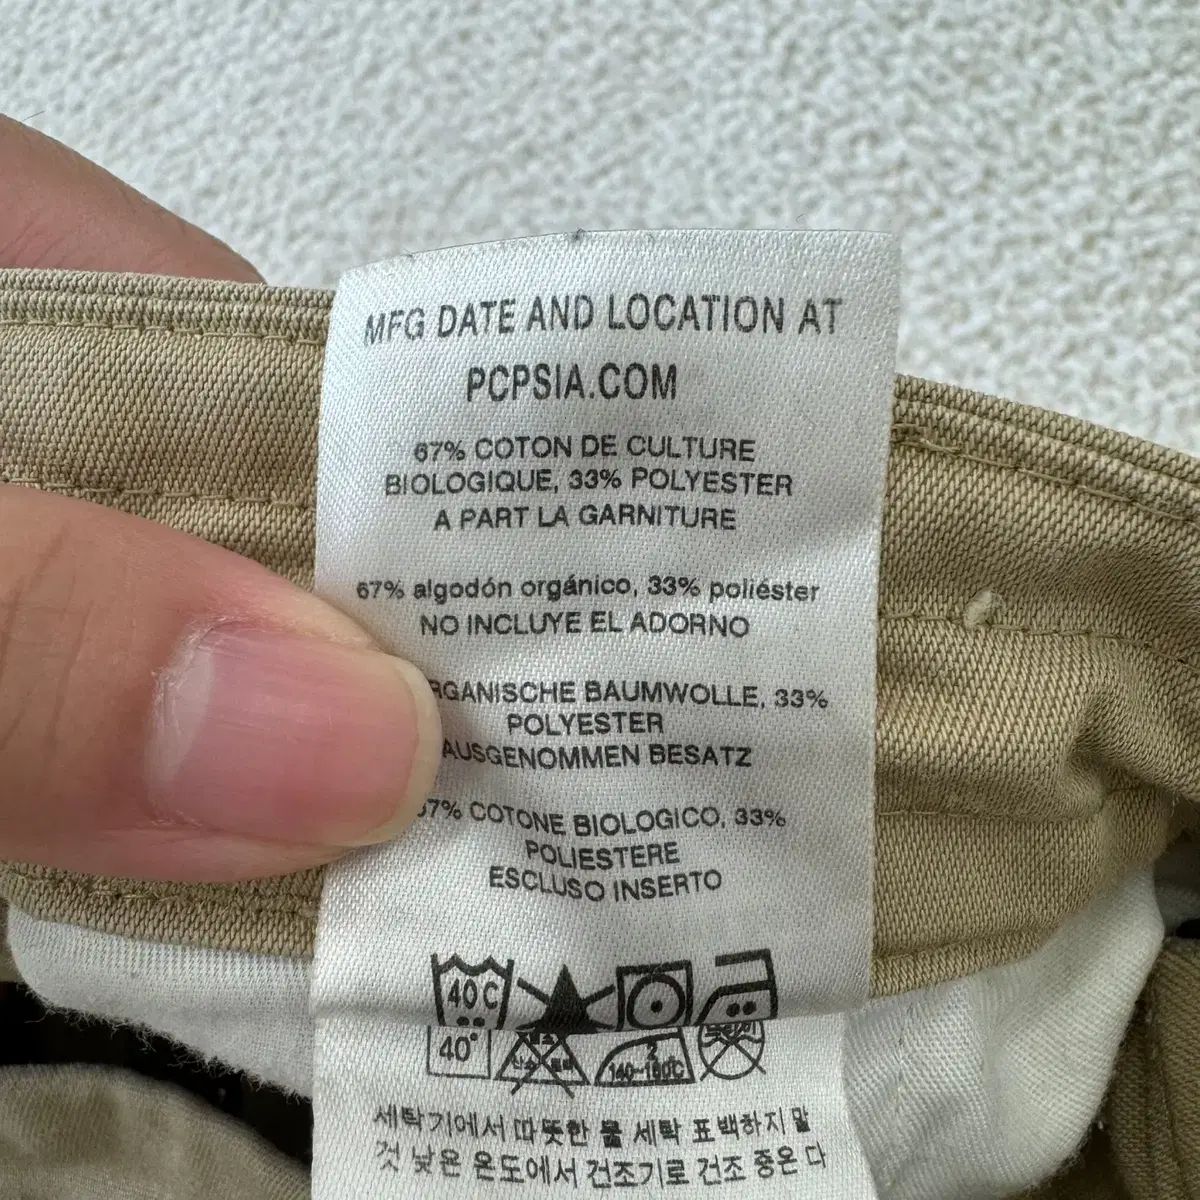 MFG DATE AND LOCATION AT
PCPSIA.COM
67% COTON DE CULTURE
BIOLOGIQUE, 33% POLYESTER
A PART LA GARNITURE
67% algodón orgánico, 33% poliéster
NO INCLUYE EL ADORNO
RGANISCHE BAUMWOLLE, 33%
POLYESTER
AUSGENOMMEN BESATZ
67% COTONE BIOLOGICO, 33%
POLIESTERE
ESCLUSO INSERTO
40 C
40°
2
세탁기에서 따뜻한 물 세탁 표백하지 말
것 낮은 온도에서 건조기로 건조 중온 다